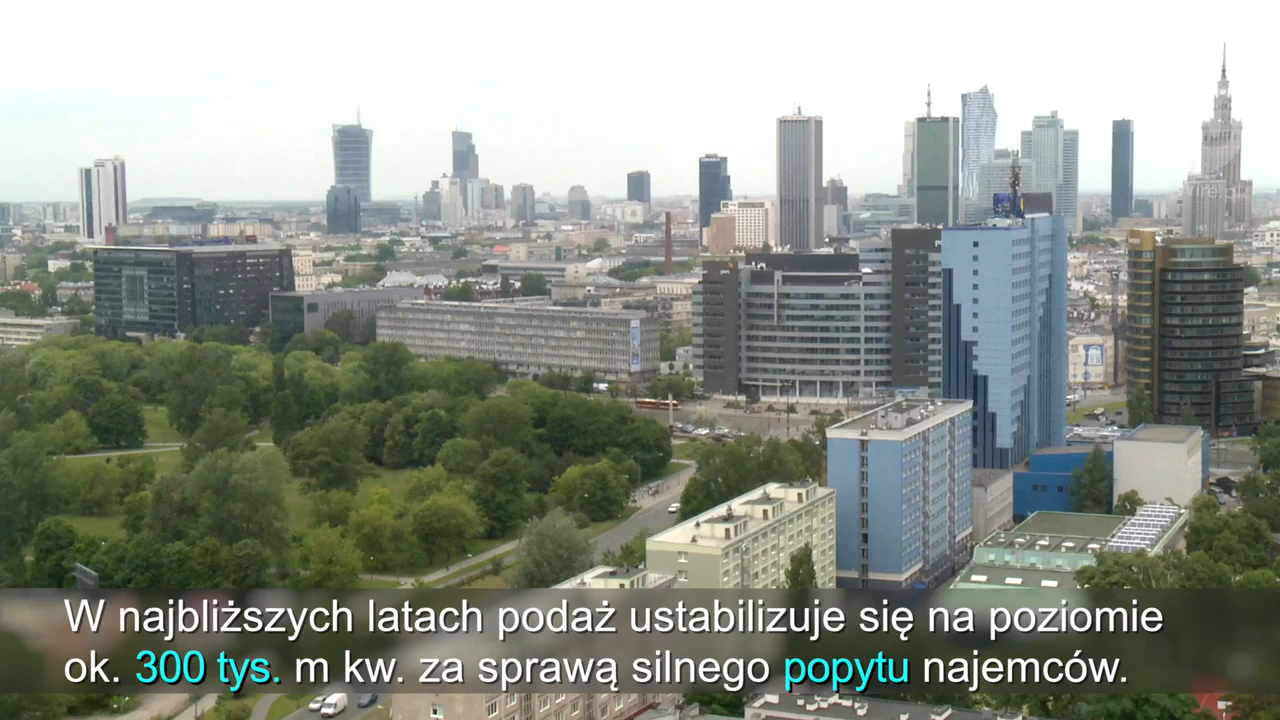 W najbliższych latach podaż ustabilizuje się na poziomie
ok. 300 tys. m kw. za sprawą silnego popytu najemców.